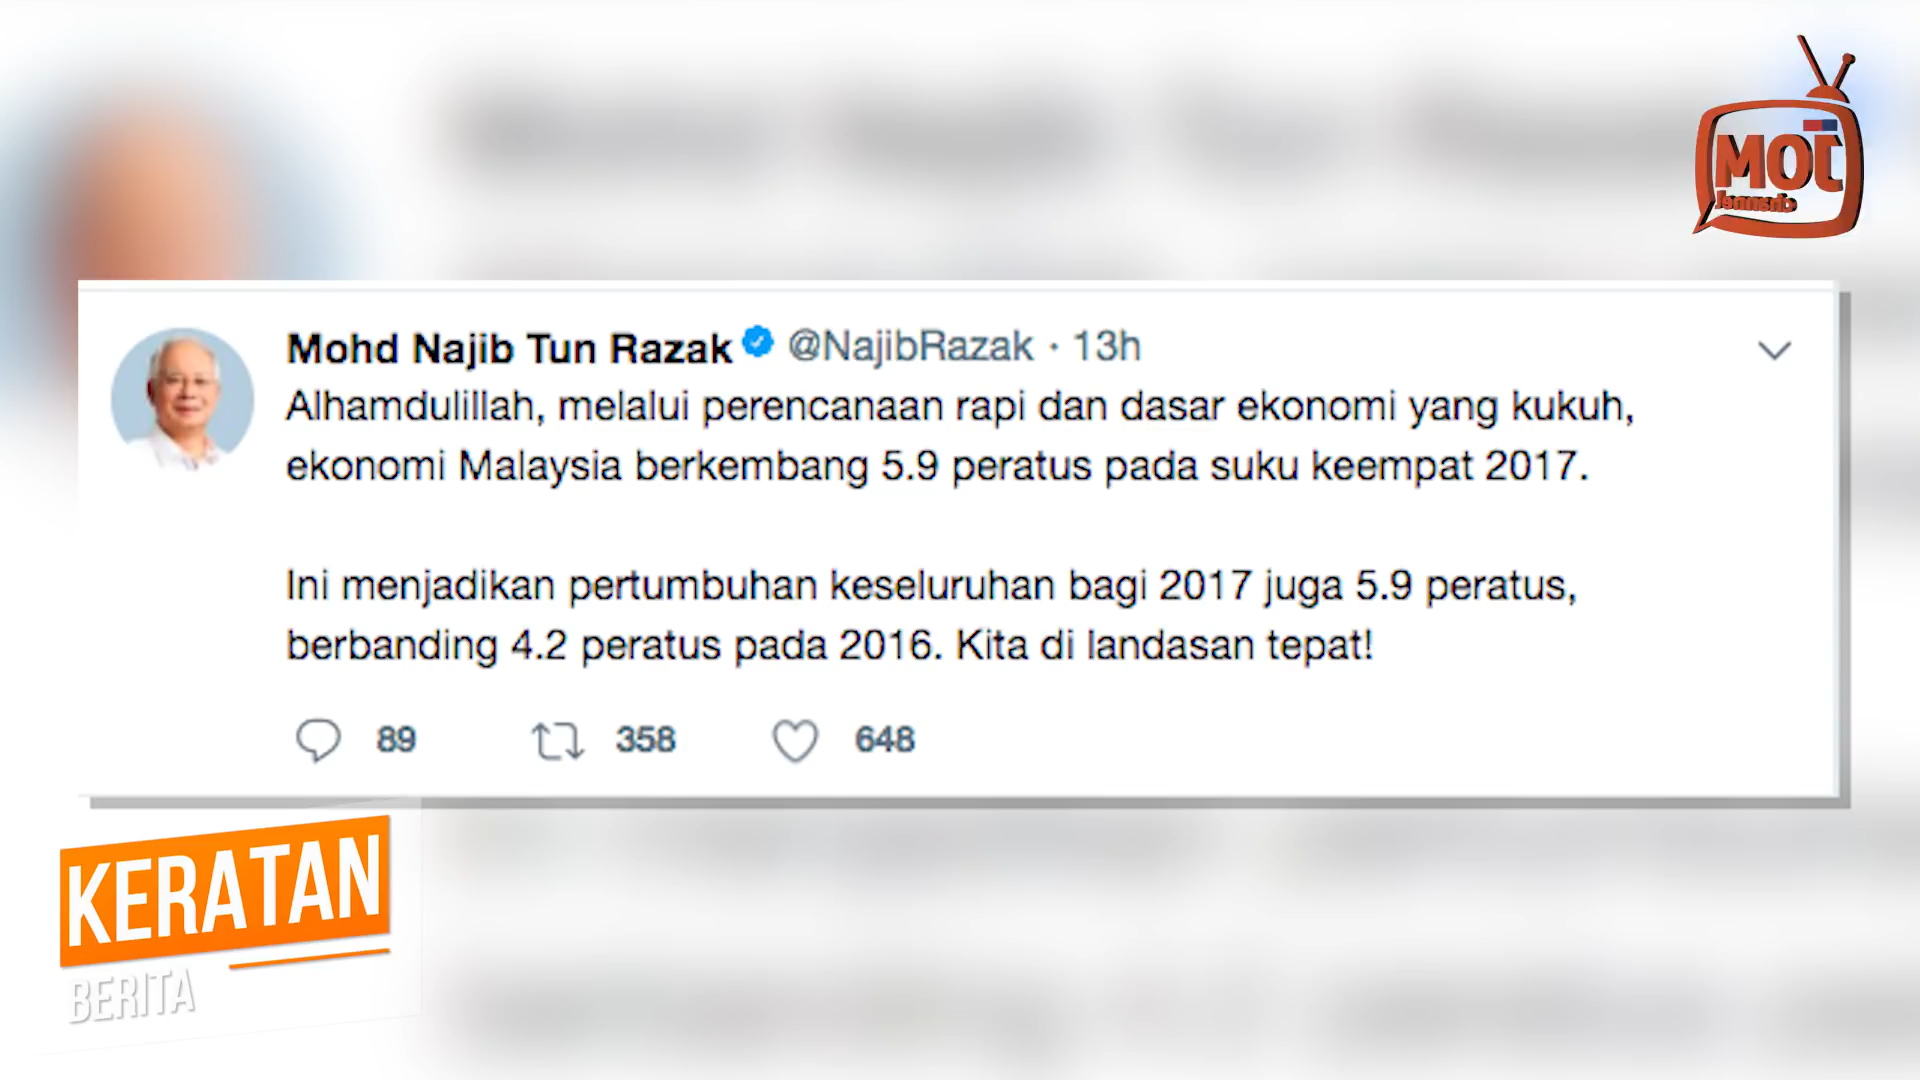 MOT
channel
Mohd Najib Tun Razak @NajibRazak · 13h
Alhamdulillah, melalui perencanaan rapi dan dasar ekonomi yang kukuh,
ekonomi Malaysia berkembang 5.9 peratus pada suku keempat 2017.
Ini menjadikan pertumbuhan keseluruhan bagi 2017 juga 5.9 peratus,
berbanding 4.2 peratus pada 2016. Kita di landasan tepat!
89 358 648
KERATAN
BERITA